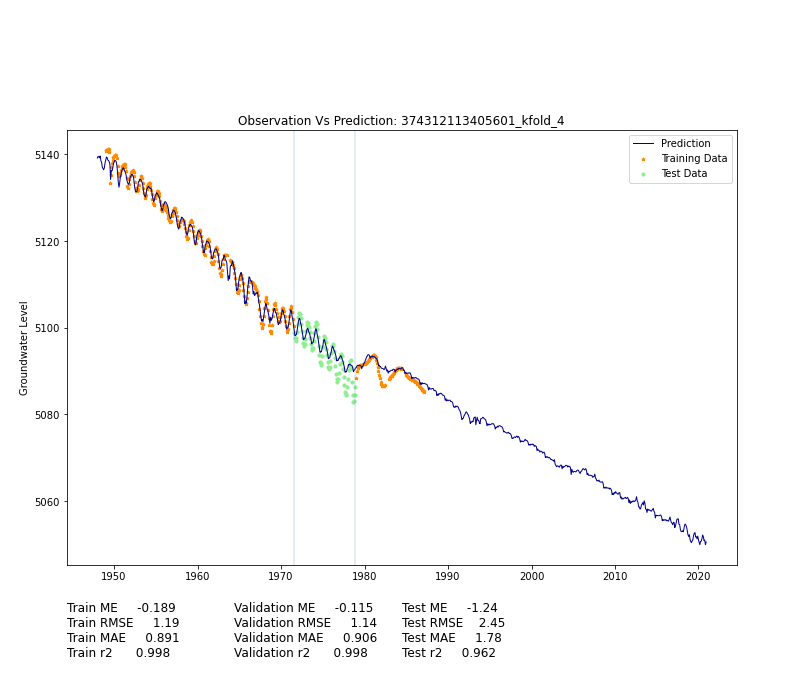 Observation Vs Prediction: 374312113405601_kfold_4
Prediction
Training Data
Test Data
Groundwater Level
5140
5120
5100
5080
5060
1950 1960 1970 1980 1990 2000 2010 2020
Train ME -0.189 Validation ME -0.115 Test ME -1.24
Train RMSE 1.19 Validation RMSE 1.14 Test RMSE 2.45
Train MAE 0.891 Validation MAE 0.906 Test MAE 1.78
Train r2 0.998 Validation r2 0.998 Test r2 0.962